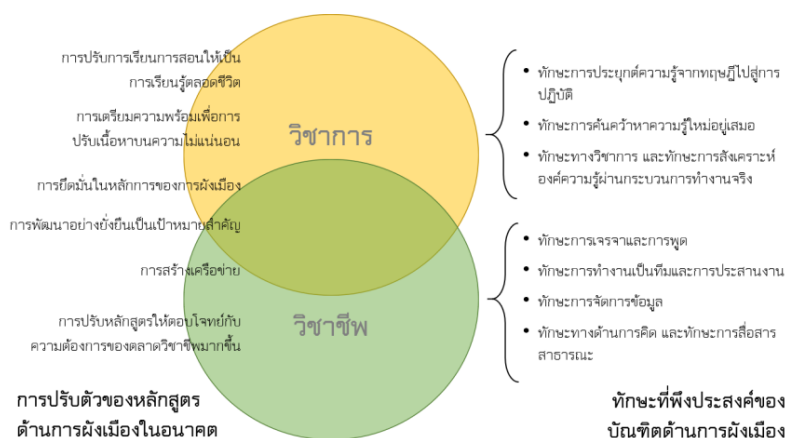 การปรับการเรียนการสอนให้เป็น
การเรียนรู้ตลอดชีวิต
การเตรียมความพร้อมเพื่อการ
ปรับเนื้อหาบนความไม่แน่นอน
การยึดมั่นในหลักการของการผังเมือง
การพัฒนาอย่างยั่งยืนเป็นเป้าหมายสำคัญ
การสร้างเครือข่าย
การปรับหลักสูตรให้ตอบโจทย์กับ
ความต้องการของตลาดวิชาชีพมากขึ้น
การปรับตัวของหลักสูตร
ด้านการผังเมืองในอนาคต
วิชาการ
วิชาชีพ
• ทักษะการประยุกต์ความรู้จากทฤษฎีไปสู่การ
ปฏิบัติ
• ทักษะการค้นคว้าหาความรู้ใหม่อยู่เสมอ
• ทักษะทางวิชาการ และทักษะการสังเคราะห์
องค์ความรู้ผ่านกระบวนการทำงานจริง
• ทักษะการเจรจาและการพูด
• ทักษะการทำงานเป็นทีมและการประสานงาน
• ทักษะการจัดการข้อมูล
• ทักษะทางด้านการคิด และทักษะการสื่อสาร
สาธารณะ
ทักษะที่พึงประสงค์ของ
บัณฑิตด้านการผังเมือง